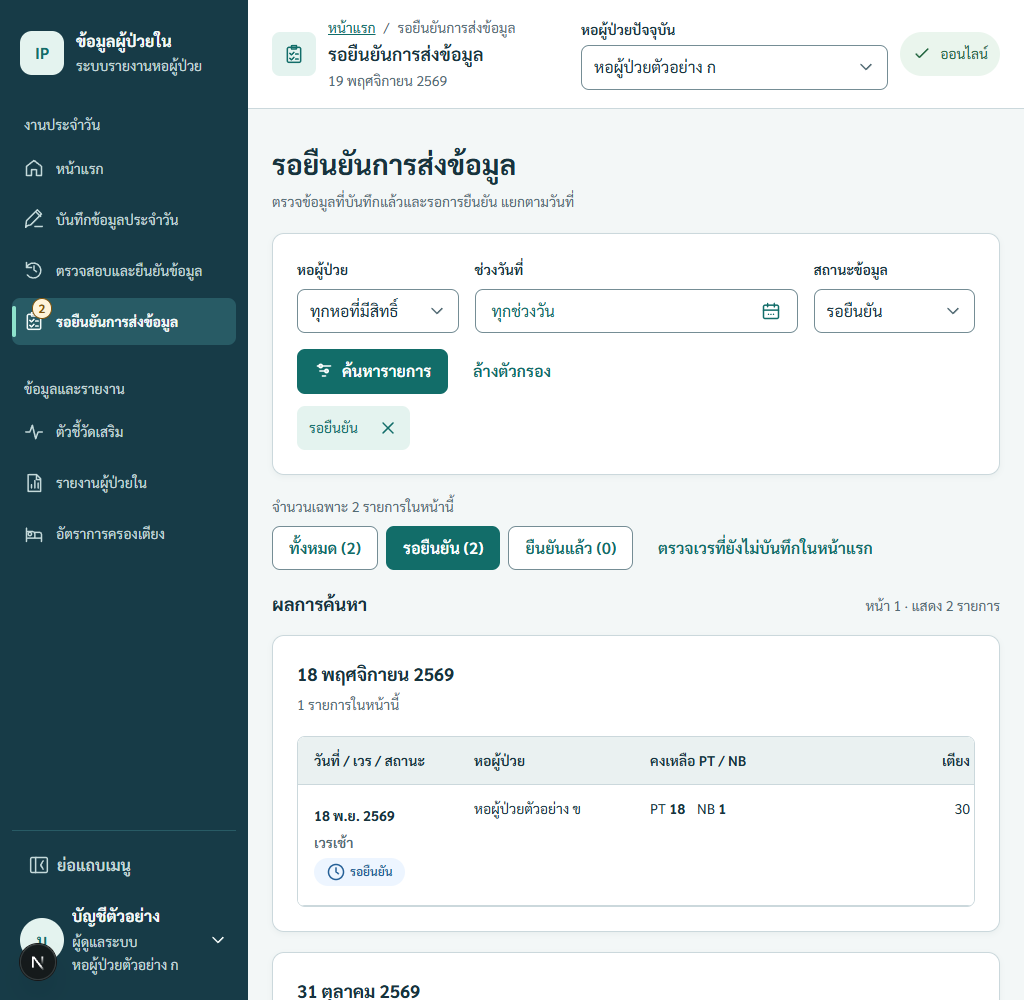 IP
ข้อมูลผู้ป่วยใน
ระบบรายงานหอผู้ป่วย
งานประจำวัน
หน้าแรก
บันทึกข้อมูลประจำวัน
ตรวจสอบและยืนยันข้อมูล
2
รอยืนยันการส่งข้อมูล
ข้อมูลและรายงาน
ตัวชี้วัดเสริม
รายงานผู้ป่วยใน
อัตราการครองเตียง
ย่อแถบเมนู
บัญชีตัวอย่าง
ผู้ดูแลระบบ
หอผู้ป่วยตัวอย่าง ก
N
หน้าแรก / รอยืนยันการส่งข้อมูล
รอยืนยันการส่งข้อมูล
19 พฤศจิกายน 2569
หอผู้ป่วยปัจจุบัน
หอผู้ป่วยตัวอย่าง ก
ออนไลน์
รอยืนยันการส่งข้อมูล
ตรวจข้อมูลที่บันทึกแล้วและรอการยืนยัน แยกตามวันที่
หอผู้ป่วย ช่วงวันที่ สถานะข้อมูล
ทุกหอที่มีสิทธิ์ ทุกช่วงวัน รอยืนยัน
ค้นหารายการ ล้างตัวกรอง
รอยืนยัน
จำนวนเฉพาะ 2 รายการในหน้านี้
ทั้งหมด (2) รอยืนยัน (2) ยืนยันแล้ว (0) ตรวจเวรที่ยังไม่บันทึกในหน้าแรก
ผลการค้นหา หน้า 1 · แสดง 2 รายการ
18 พฤศจิกายน 2569
1 รายการในหน้านี้
วันที่ / เวร / สถานะ หอผู้ป่วย คงเหลือ PT / NB เตียง
18 พ.ย. 2569 หอผู้ป่วยตัวอย่าง ข PT 18 NB 1 30
เวรเช้า
รอยืนยัน
31 ตุลาคม 2569